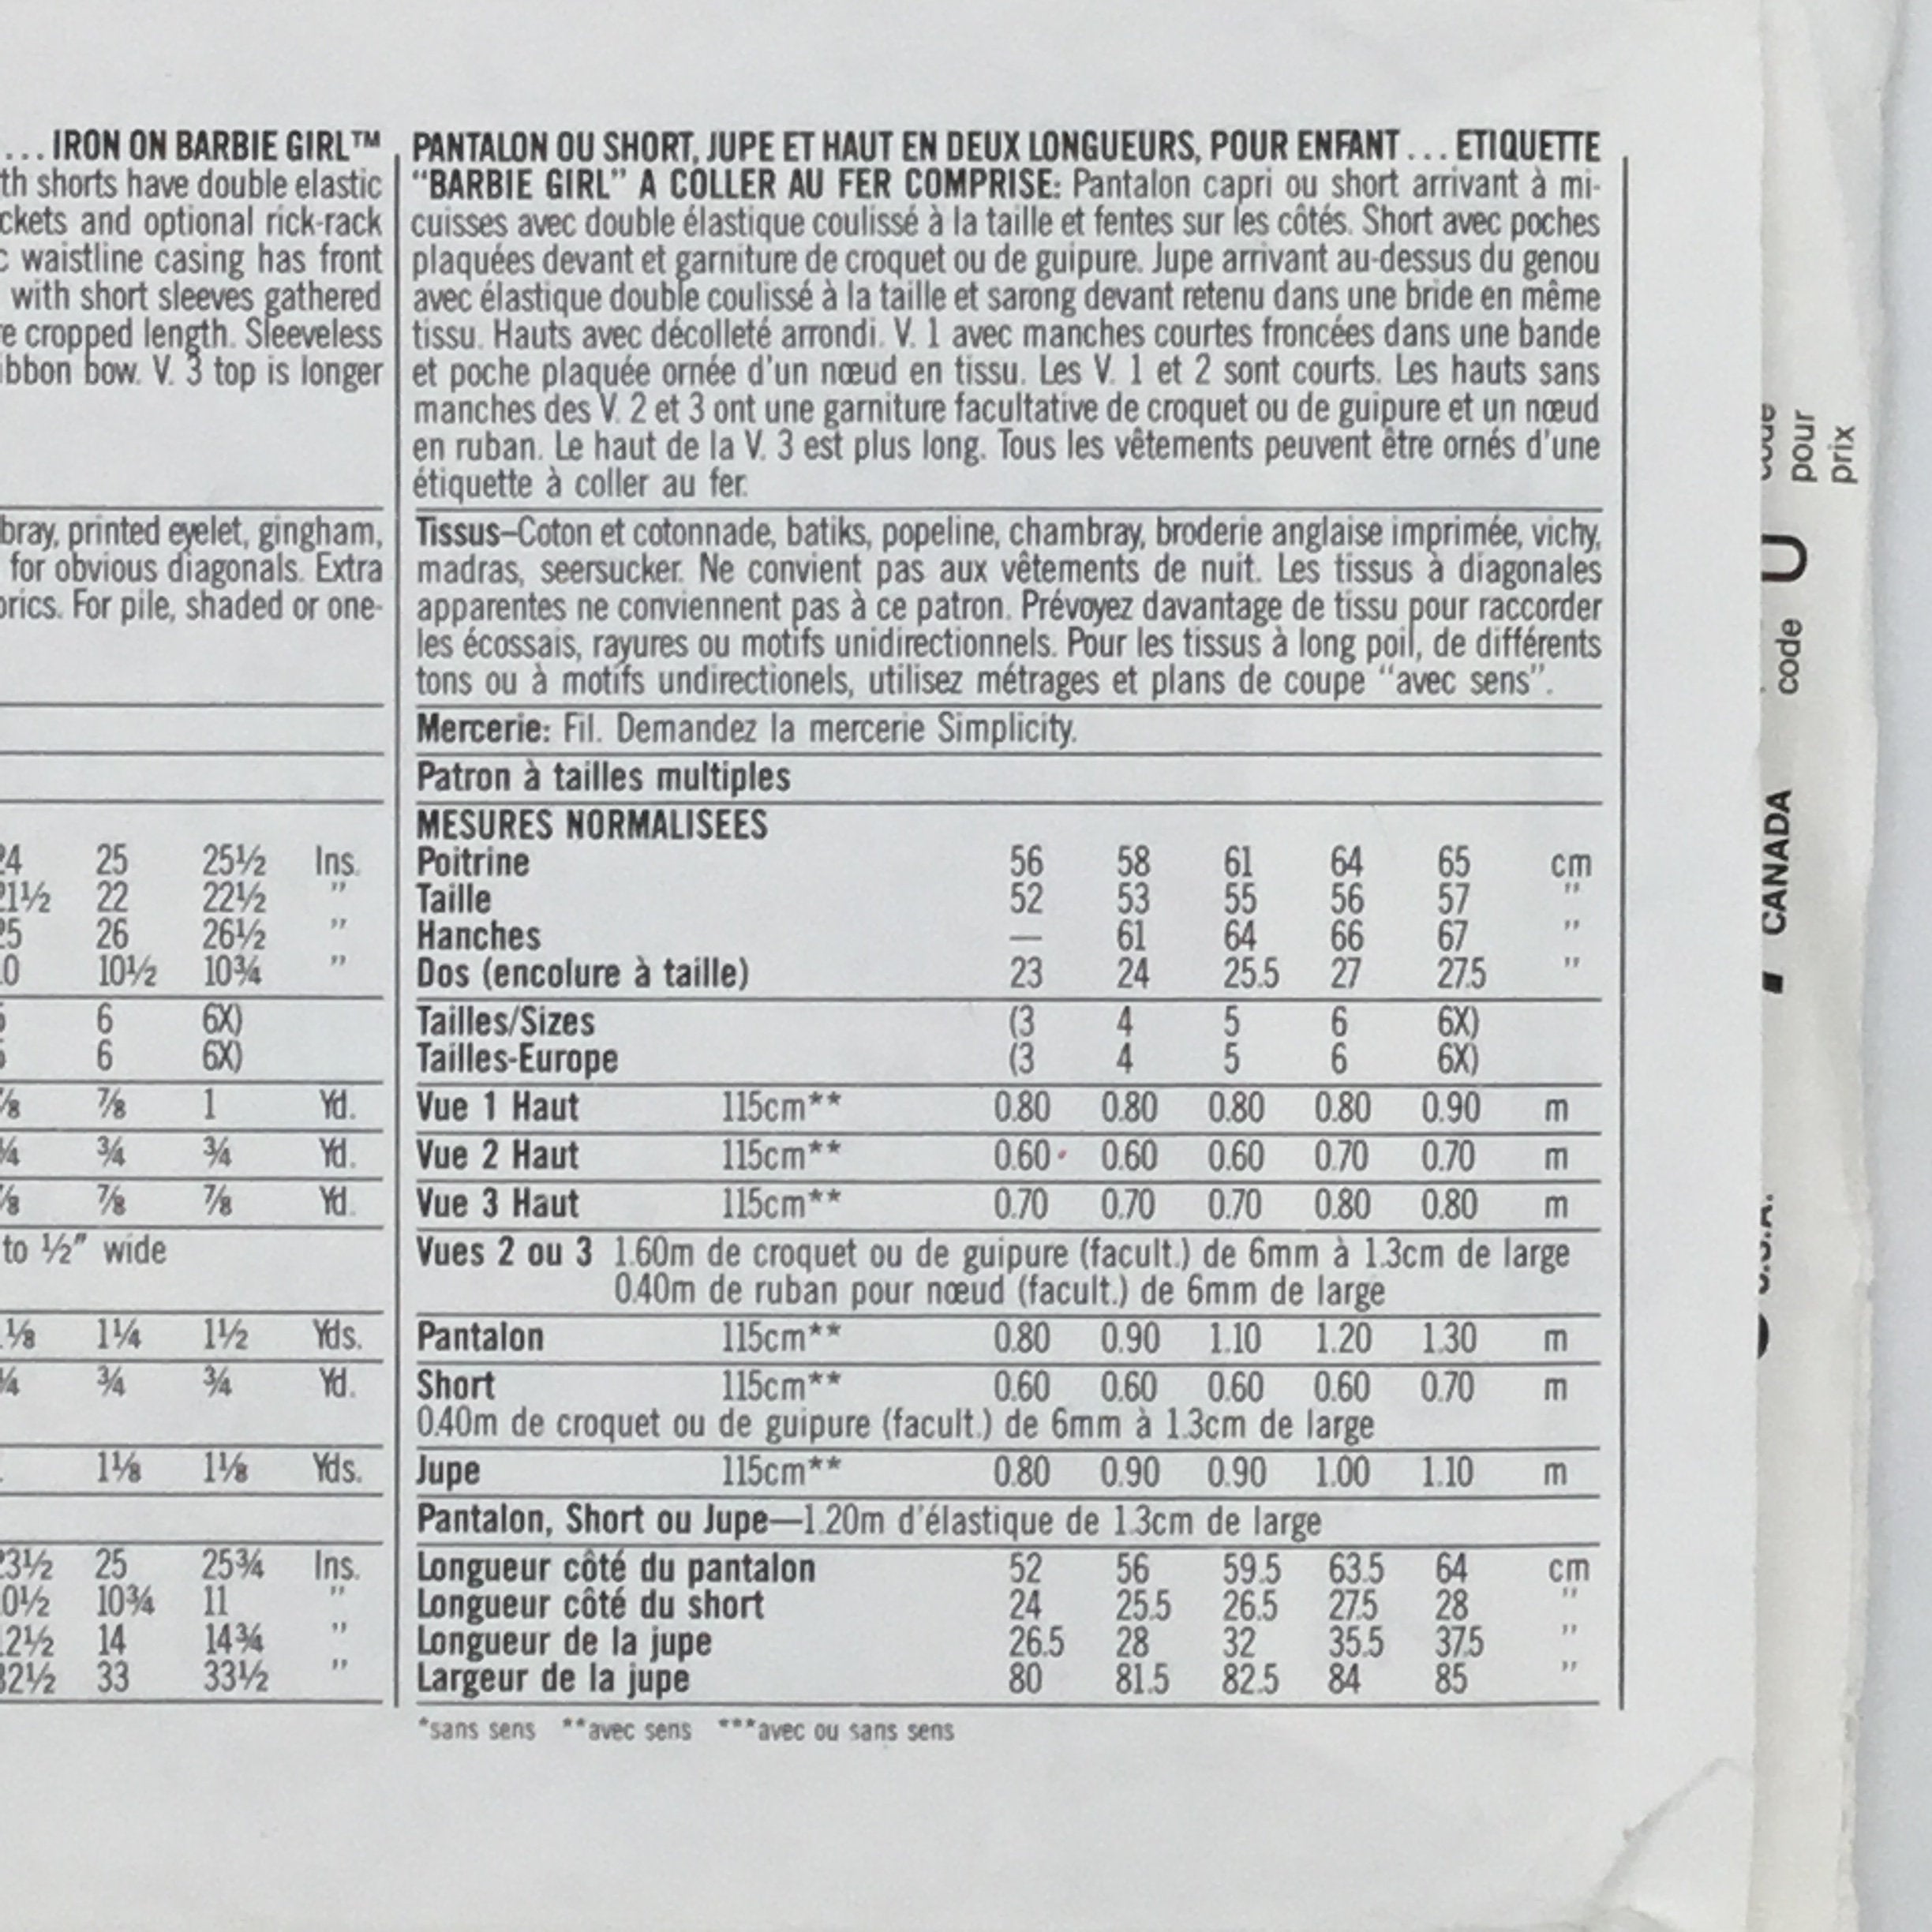 ... IRON ON BARBIE GIRL™
th shorts have double elastic
ckets and optional rick-rack
waistline casing has front
with short sleeves gathered
e cropped length. Sleeveless
ibbon bow. V. 3 top is longer
bray, printed eyelet, gingham,
for obvious diagonals. Extra
brics. For pile, shaded or one-
24 25 25½ Ins.
21½ 22 22½ "
25 26 26½ "
10½ 10¾ "
6 6X)
6 6X)
⅞ 1 Yd.
¾ ¾ Yd.
⅞ ⅞ Yd.
to ½" wide
1¼ 1½ Yds.
¾ ¾ Yd.
1⅛ 1⅛ Yds.
23½ 25 25¾ Ins.
10½ 10¾ 11 "
12½ 14 14¾ "
32½ 33 33½ "
PANTALON OU SHORT, JUPE ET HAUT EN DEUX LONGUEURS, POUR ENFANT ... ETIQUETTE
"BARBIE GIRL" A COLLER AU FER COMPRISE: Pantalon capri ou short arrivant à mi-
cuisses avec double élastique coulissé à la taille et fentes sur les côtés. Short avec poches
plaquées devant et garniture de croquet ou de guipure. Jupe arrivant au-dessus du genou
avec élastique double coulissé à la taille et sarong devant retenu dans une bride en même
tissu. Hauts avec décolleté arrondi. V. 1 avec manches courtes froncées dans une bande
et poche plaquée ornée d'un nœud en tissu. Les V. 1 et 2 sont courts. Les hauts sans
manches des V. 2 et 3 ont une garniture facultative de croquet ou de guipure et un nœud
en ruban. Le haut de la V. 3 est plus long. Tous les vêtements peuvent être ornés d'une
étiquette à coller au fer.
Tissus–Coton et cotonnade, batiks, popeline, chambray, broderie anglaise imprimée, vichy,
madras, seersucker. Ne convient pas aux vêtements de nuit. Les tissus à diagonales
apparentes ne conviennent pas à ce patron. Prévoyez davantage de tissu pour raccorder
les écossais, rayures ou motifs unidirectionnels. Pour les tissus à long poil, de différents
tons ou à motifs undirectionels, utilisez métrages et plans de coupe "avec sens".
Mercerie: Fil. Demandez la mercerie Simplicity.
Patron à tailles multiples
MESURES NORMALISEES
Poitrine 56 58 61 64 65 cm
Taille 52 53 55 56 57 "
Hanches — 61 64 66 67 "
Dos (encolure à taille) 23 24 25.5 27 27.5 "
Tailles/Sizes (3 4 5 6 6X)
Tailles-Europe (3 4 5 6 6X)
Vue 1 Haut 115cm** 0.80 0.80 0.80 0.80 0.90 m
Vue 2 Haut 115cm** 0.60 0.60 0.60 0.70 0.70 m
Vue 3 Haut 115cm** 0.70 0.70 0.70 0.80 0.80 m
Vues 2 ou 3 1.60m de croquet ou de guipure (facult.) de 6mm à 1.3cm de large
0.40m de ruban pour nœud (facult.) de 6mm de large
Pantalon 115cm** 0.80 0.90 1.10 1.20 1.30 m
Short 115cm** 0.60 0.60 0.60 0.60 0.70 m
0.40m de croquet ou de guipure (facult.) de 6mm à 1.3cm de large
Jupe 115cm** 0.80 0.90 0.90 1.00 1.10 m
Pantalon, Short ou Jupe—1.20m d'élastique de 1.3cm de large
Longueur côté du pantalon 52 56 59.5 63.5 64 cm
Longueur côté du short 24 25.5 26.5 27.5 28 "
Longueur de la jupe 26.5 28 32 35.5 37.5 "
Largeur de la jupe 80 81.5 82.5 84 85 "
*sans sens **avec sens ***avec ou sans sens
U.S.A.
CANADA
code U code
pour
prix